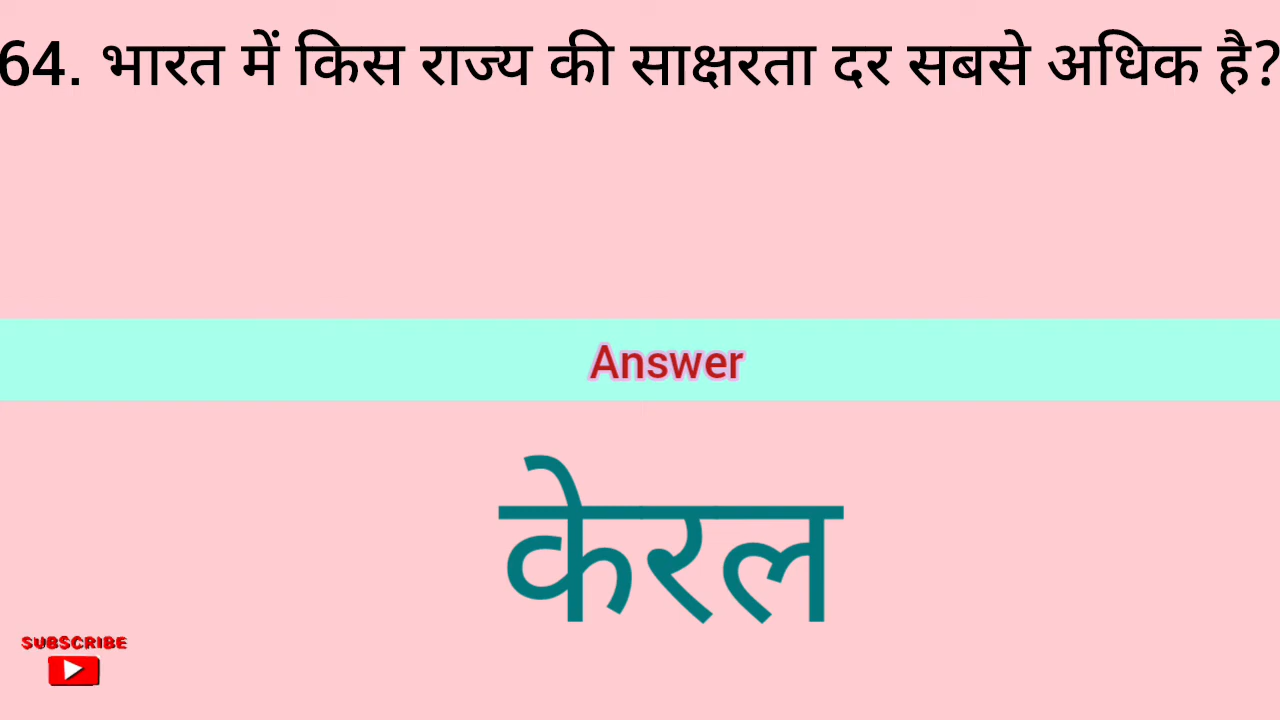 64. भारत में किस राज्य की साक्षरता दर सबसे अधिक है?
Answer
केरल
SUBSCRIBE